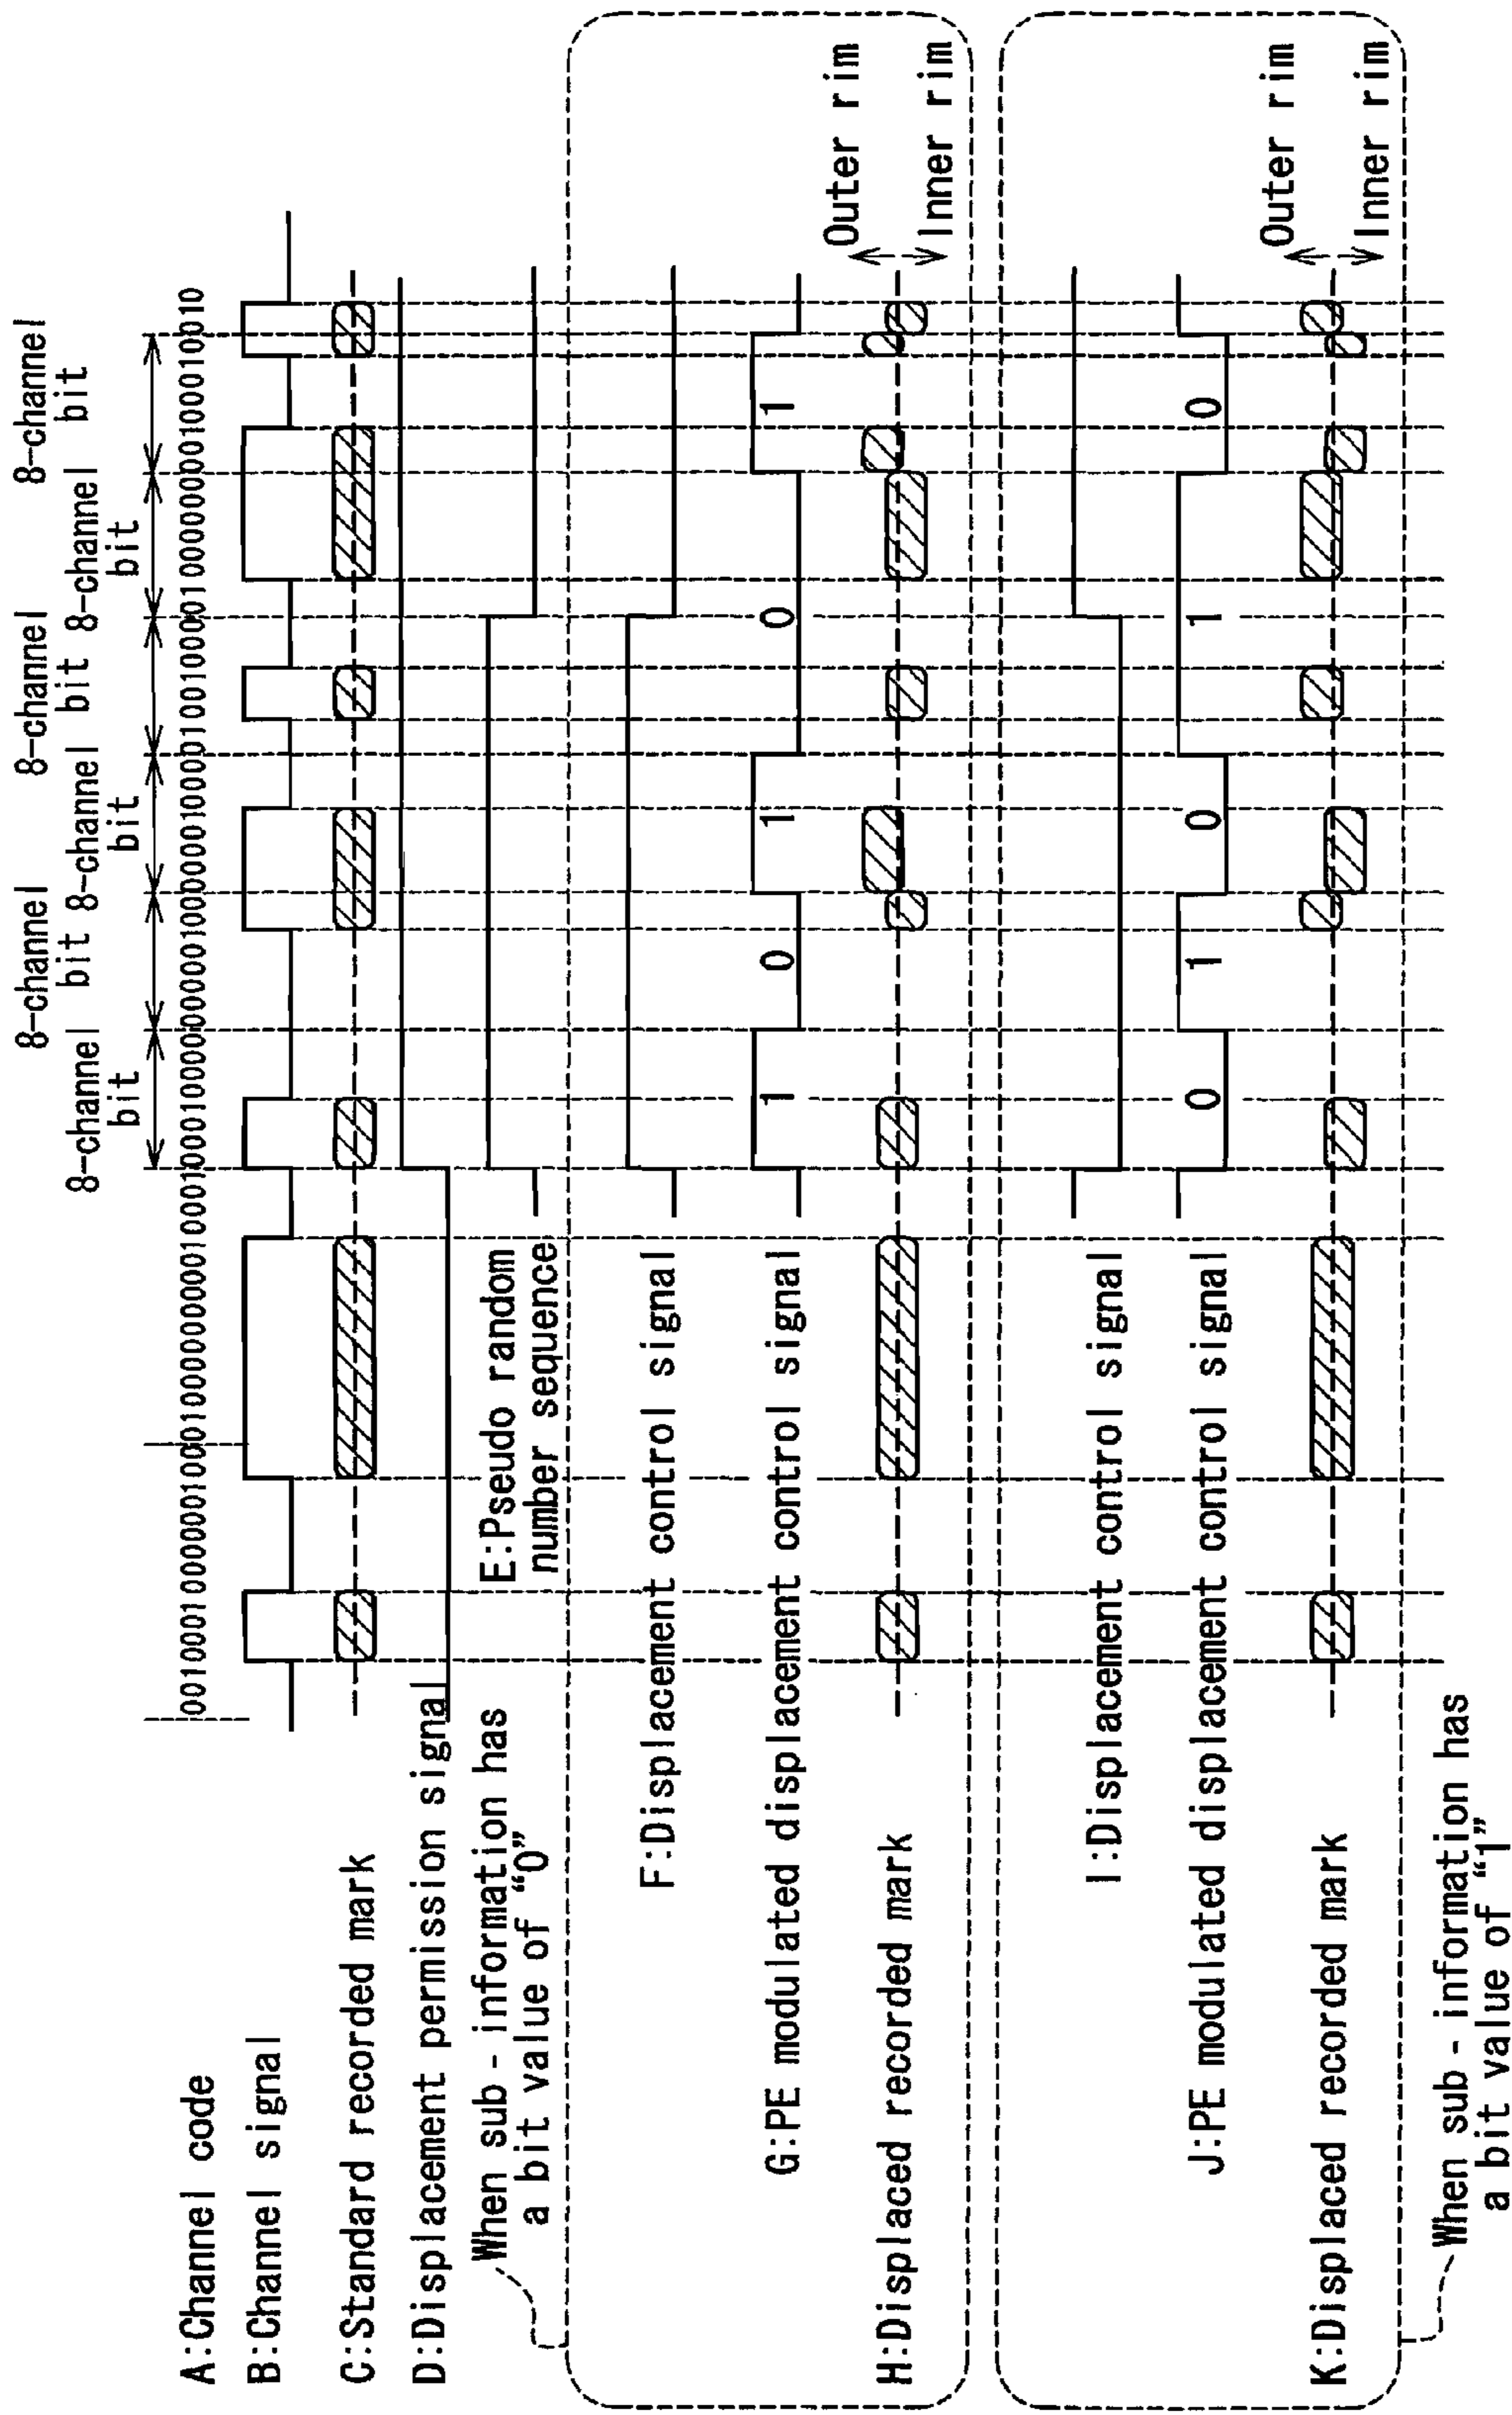 8-channel
bit
8-channel
bit
8-channel
bit
8-channel
bit
8-channel
bit
8-channel
bit
A:Channel code
B:Channel signal
C:Standard recorded mark
D:Displacement permission signal
E:Pseudo random
number sequence
When sub-information has
a bit value of “0”
F:Displacement control signal
G:PE modulated displacement control signal
1 0 1 0 1
H:Displaced recorded mark
Outer rim
Inner rim
I:Displacement control signal
J:PE modulated displacement control signal
0 1 0 1 0
K:Displaced recorded mark
Outer rim
Inner rim
When sub-information has
a bit value of “1”